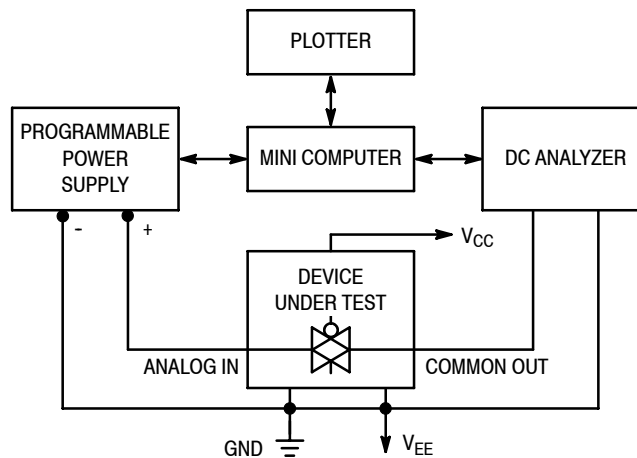 PLOTTER
PROGRAMMABLE
POWER
SUPPLY
MINI COMPUTER
DC ANALYZER
- +
VCC
DEVICE
UNDER TEST
ANALOG IN
COMMON OUT
GND
VEE